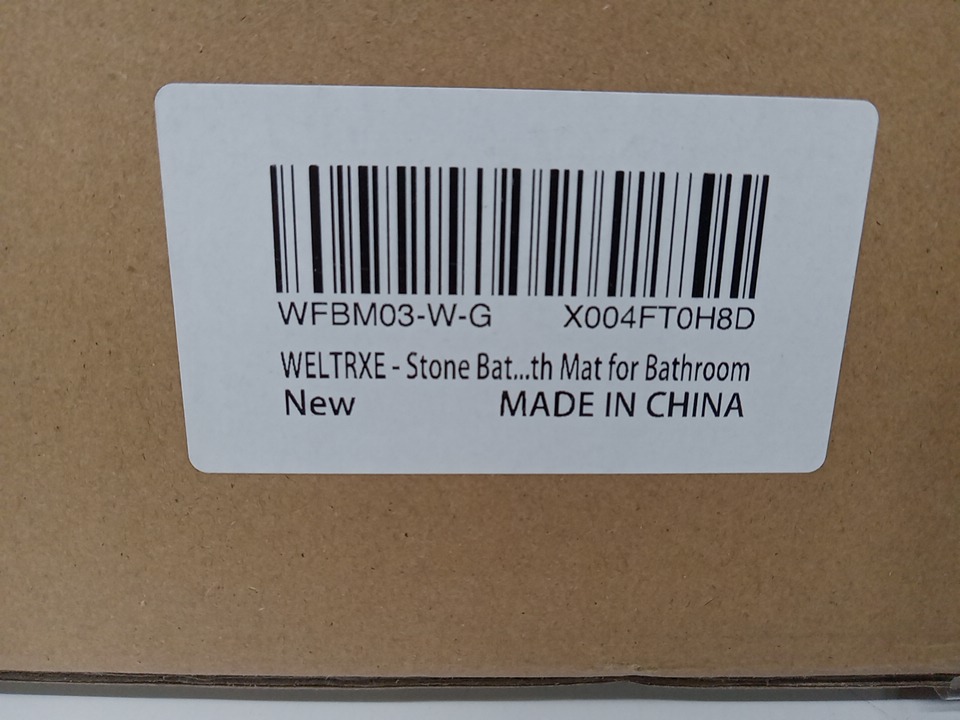 WFBM03-W-G X004FT0H8D
WELTRXE - Stone Bat...th Mat for Bathroom
New MADE IN CHINA